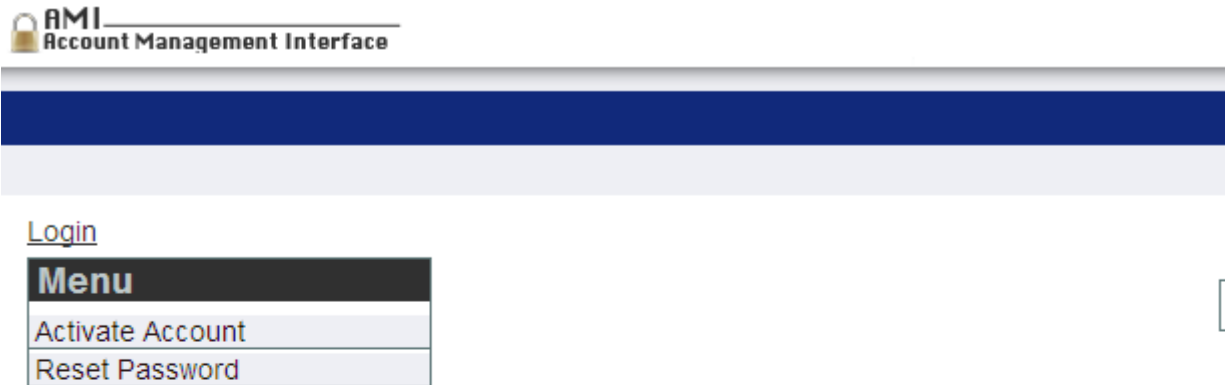 AMI
Account Management Interface
Login
Menu
Activate Account
Reset Password